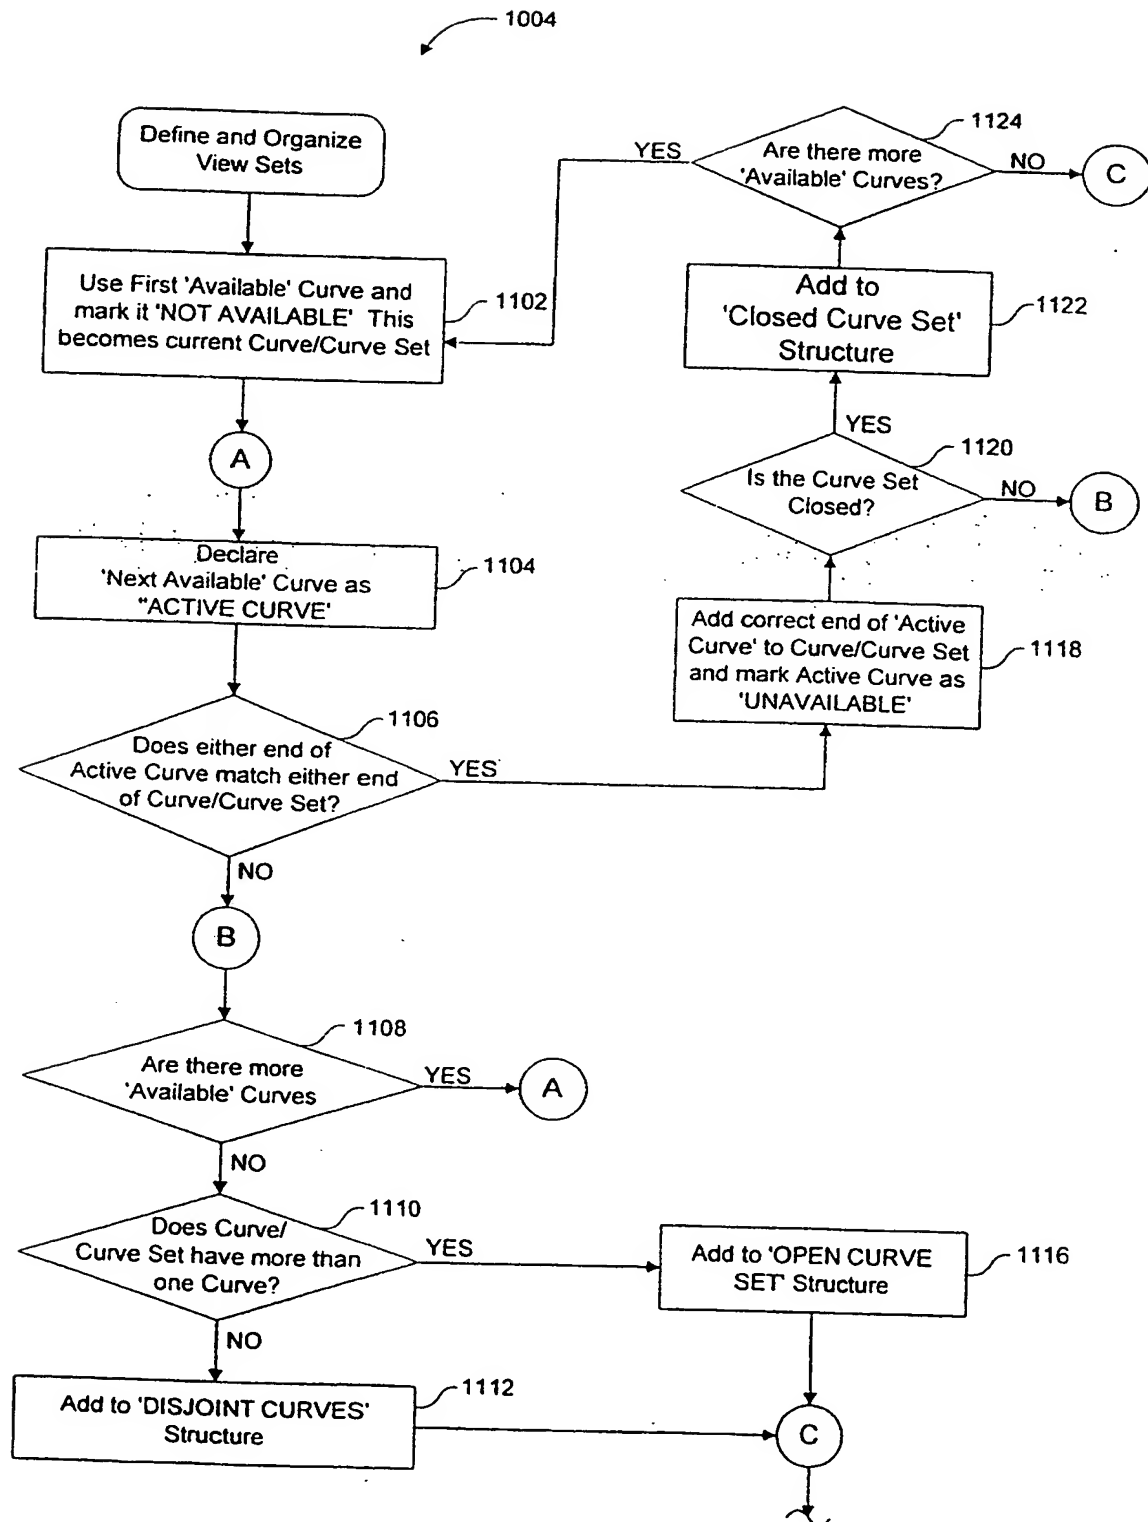 1004
Define and Organize
View Sets
Use First 'Available' Curve and
mark it 'NOT AVAILABLE' This
becomes current Curve/Curve Set
1102
A
Declare
'Next Available' Curve as
"ACTIVE CURVE'
1104
Does either end of
Active Curve match either end
of Curve/Curve Set?
1106
YES
NO
B
Are there more
'Available' Curves
1108
YES
A
NO
Does Curve/
Curve Set have more than
one Curve?
1110
YES
NO
Add to 'DISJOINT CURVES'
Structure
1112
Add to 'OPEN CURVE
SET' Structure
1116
C
Add correct end of 'Active
Curve' to Curve/Curve Set
and mark Active Curve as
'UNAVAILABLE'
1118
Is the Curve Set
Closed?
1120
NO
B
YES
Add to
'Closed Curve Set'
Structure
1122
Are there more
'Available' Curves?
1124
YES
NO
C